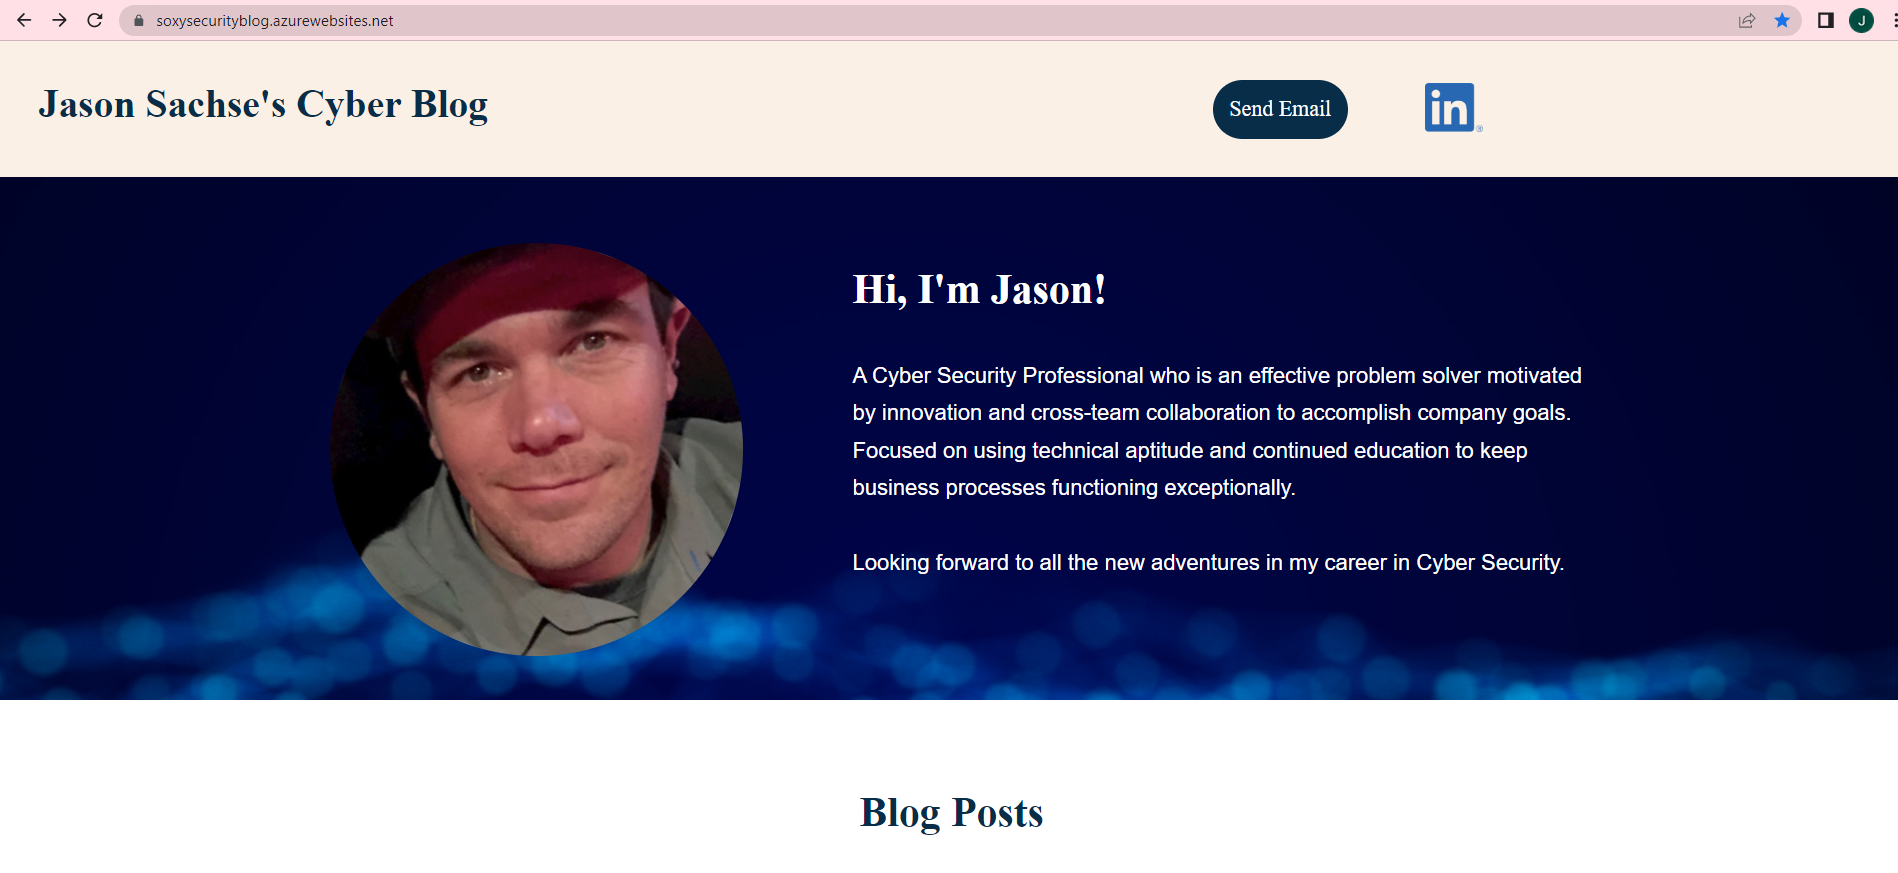 soxysecurityblog.azurewebsites.net
J
Jason Sachse's Cyber Blog
Send Email
in
Hi, I'm Jason!
A Cyber Security Professional who is an effective problem solver motivated
by innovation and cross-team collaboration to accomplish company goals.
Focused on using technical aptitude and continued education to keep
business processes functioning exceptionally.
Looking forward to all the new adventures in my career in Cyber Security.
Blog Posts